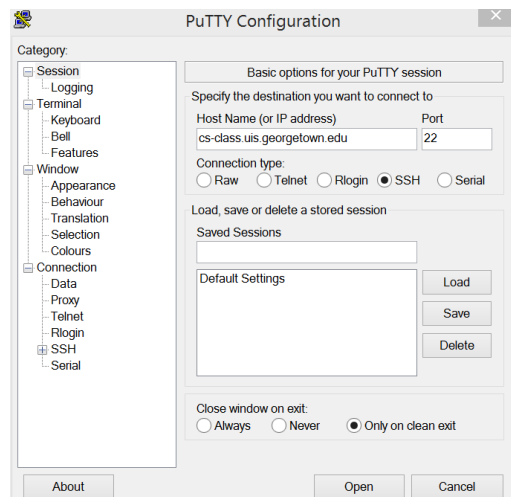 PuTTY Configuration
Category:
Session
Logging
Terminal
Keyboard
Bell
Features
Window
Appearance
Behaviour
Translation
Selection
Colours
Connection
Data
Proxy
Telnet
Rlogin
SSH
Serial
Basic options for your PuTTY session
Specify the destination you want to connect to
Host Name (or IP address) Port
cs-class.uis.georgetown.edu 22
Connection type:
Raw Telnet Rlogin SSH Serial
Load, save or delete a stored session
Saved Sessions
Default Settings
Load
Save
Delete
Close window on exit:
Always Never Only on clean exit
About Open Cancel